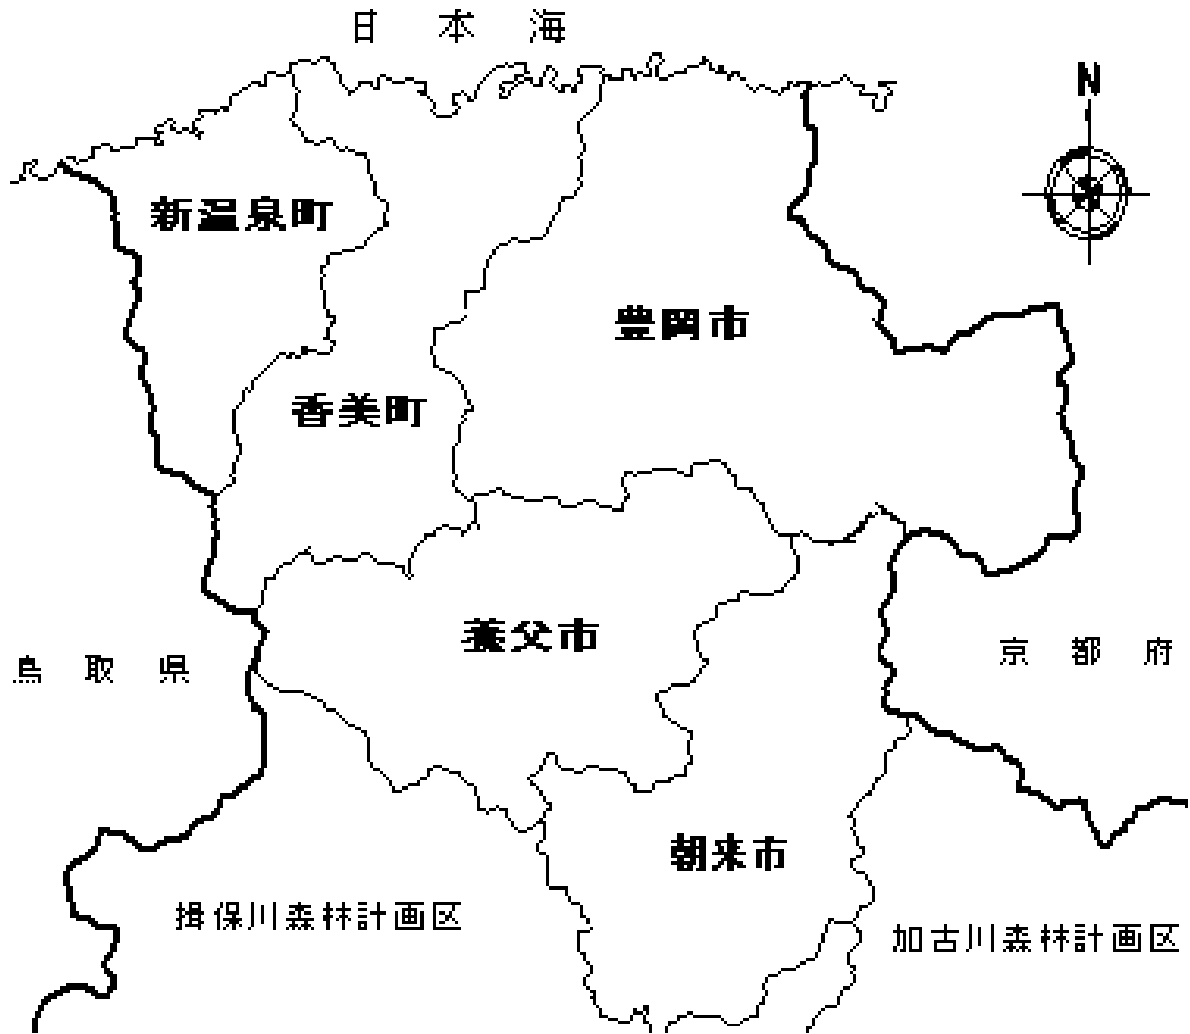 日本海
N
新温泉町
豊岡市
香美町
養父市
鳥取県
京都府
朝来市
揖保川森林計画区
加古川森林計画区